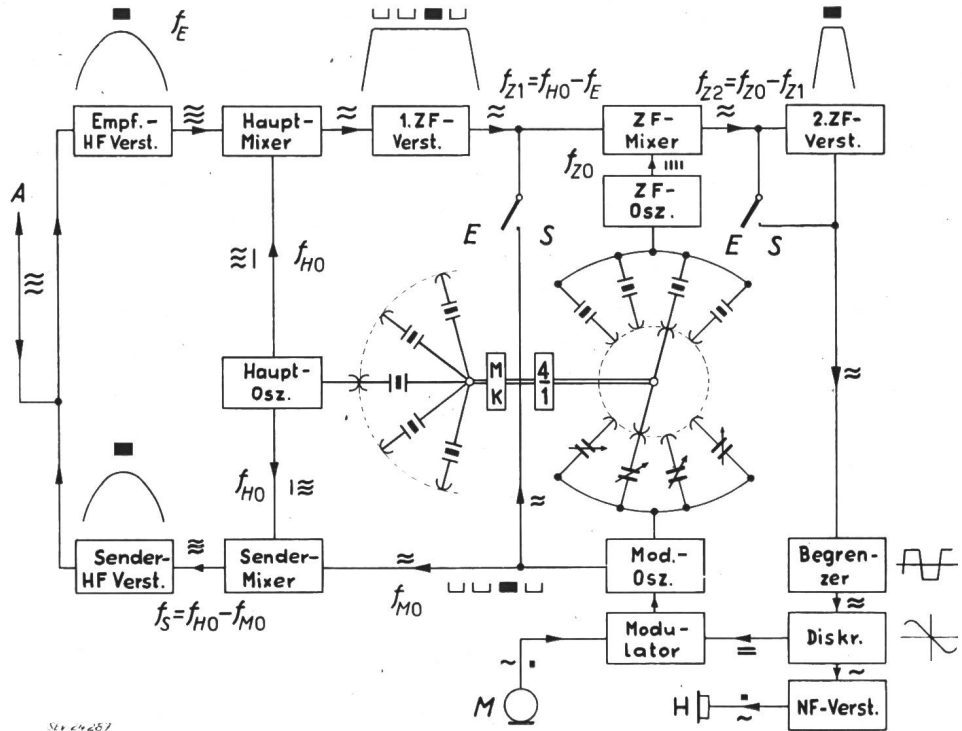 f_E
f_Z1=f_H0-f_E
f_Z2=f_Z0-f_Z1
Empf.-
HF Verst.
Haupt-
Mixer
1.ZF-
Verst.
ZF-
Mixer
2.ZF-
Verst.
f_Z0
ZF-
Osz.
A
E
S
E
S
f_H0
Haupt-
Osz.
M
K
4
1
f_H0
Sender-
HF Verst.
Sender-
Mixer
Mod.-
Osz.
Begren-
zer
f_S=f_H0-f_M0
f_M0
Modu-
lator
Diskr.
M
H
NF-Verst.